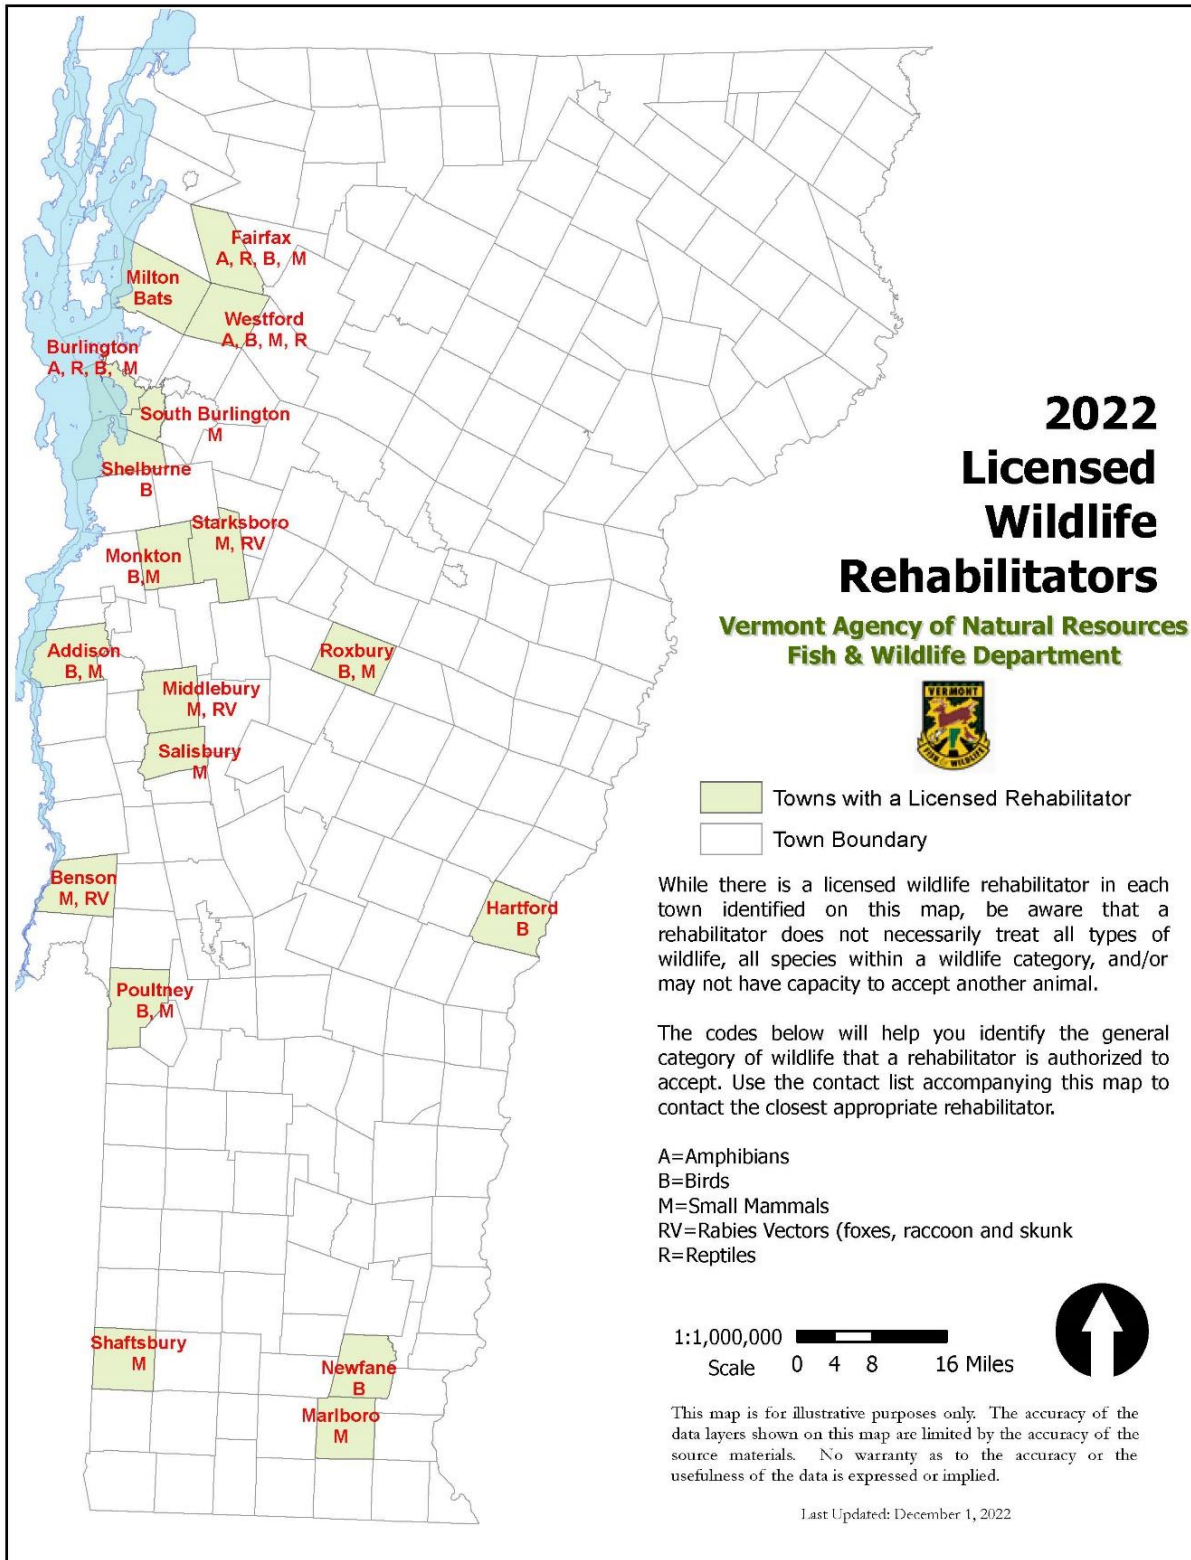 Fairfax
A, R, B, M
Milton
Bats
Westford
A, B, M, R
Burlington
A, R, B, M
South Burlington
M
Shelburne
B
Starksboro
M, RV
Monkton
B,M
Addison
B, M
Roxbury
B, M
Middlebury
M, RV
Salisbury
M
Benson
M, RV
Hartford
B
Poultney
B, M
Shaftsbury
M
Newfane
B
Marlboro
M
2022
Licensed
Wildlife
Rehabilitators
Vermont Agency of Natural Resources
Fish & Wildlife Department
VERMONT
FISH & WILDLIFE
Towns with a Licensed Rehabilitator
Town Boundary
While there is a licensed wildlife rehabilitator in each
town identified on this map, be aware that a
rehabilitator does not necessarily treat all types of
wildlife, all species within a wildlife category, and/or
may not have capacity to accept another animal.
The codes below will help you identify the general
category of wildlife that a rehabilitator is authorized to
accept. Use the contact list accompanying this map to
contact the closest appropriate rehabilitator.
A=Amphibians
B=Birds
M=Small Mammals
RV=Rabies Vectors (foxes, raccoon and skunk
R=Reptiles
1:1,000,000
Scale 0 4 8 16 Miles
This map is for illustrative purposes only. The accuracy of the
data layers shown on this map are limited by the accuracy of the
source materials. No warranty as to the accuracy or the
usefulness of the data is expressed or implied.
Last Updated: December 1, 2022